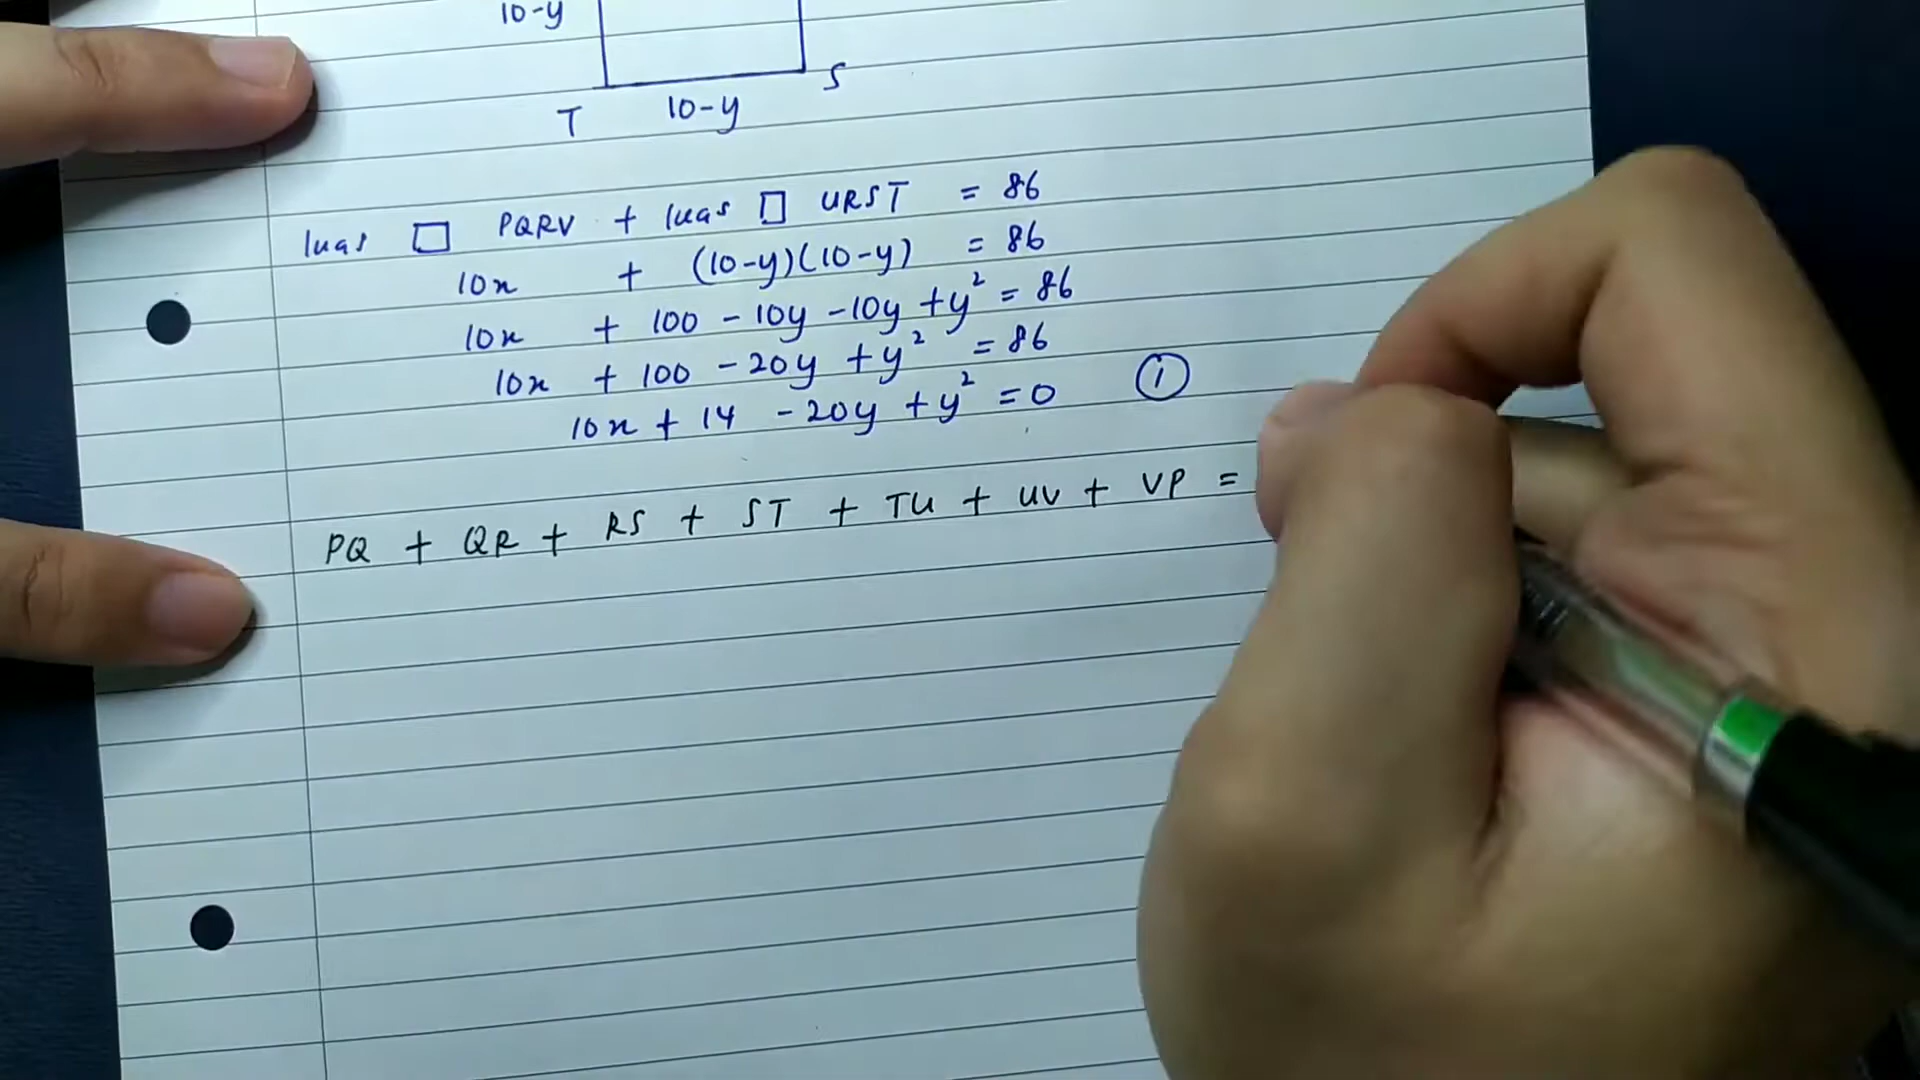 10-y
S
T 10-y
luas □ PQRV + luas □ URST = 86
10x + (10-y)(10-y) = 86
10x + 100 - 10y - 10y + y² = 86
10x + 100 - 20y + y² = 86
10x + 14 - 20y + y² = 0 ①
PQ + QR + RS + ST + TU + UV + VP =